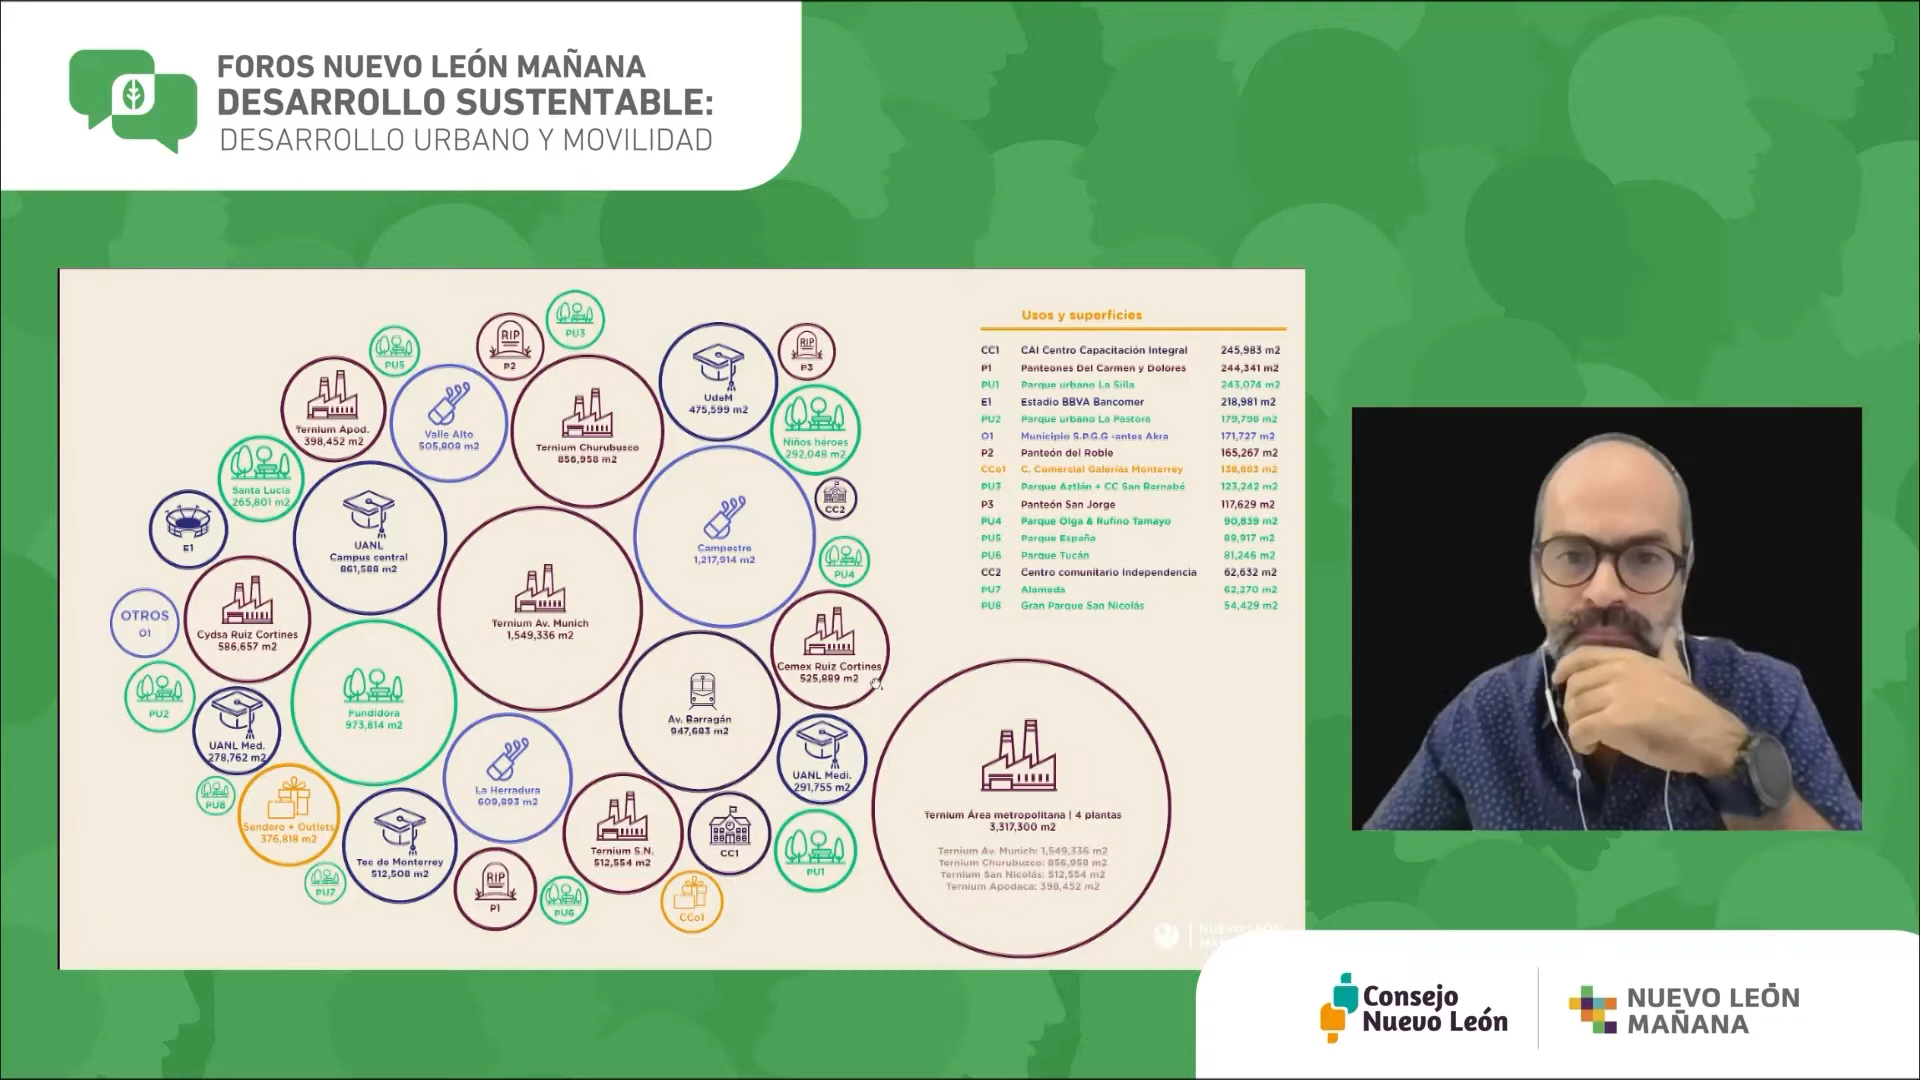 FOROS NUEVO LEÓN MAÑANA
DESARROLLO SUSTENTABLE:
DESARROLLO URBANO Y MOVILIDAD
PU3
RIP
P2
PU5
RIP
P3
UdeM
475,599 m2
Ternium Apod.
398,452 m2
Valle Alto
505,808 m2
Ternium Churubusco
856,958 m2
Niños héroes
292,048 m2
Santa Lucía
265,801 m2
CC2
E1
UANL
Campus central
861,588 m2
Campestre
1,217,914 m2
PU4
OTROS
O1
Cydsa Ruiz Cortines
586,657 m2
Ternium Av. Munich
1,549,336 m2
Cemex Ruiz Cortines
525,889 m2
PU2
Fundidora
973,814 m2
Av. Barragán
947,683 m2
UANL Med.
278,762 m2
La Herradura
609,893 m2
UANL Medi.
291,755 m2
PU8
Sendero + Outlets
376,818 m2
Tec de Monterrey
512,508 m2
Ternium S.N.
512,554 m2
CC1
PU1
PU7
RIP
P1
PU6
CCo1
Usos y superficies
CC1 CAI Centro Capacitación Integral 245,983 m2
P1 Panteones Del Carmen y Dolores 244,341 m2
PU1 Parque urbano La Silla 243,074 m2
E1 Estadio BBVA Bancomer 218,981 m2
PU2 Parque urbano La Pastora 179,798 m2
O1 Municipio S.P.G.G -antes Akra 171,727 m2
P2 Panteón del Roble 165,267 m2
CCo1 C. Comercial Galerías Monterrey 138,883 m2
PU3 Parque Aztlán + CC San Bernabé 123,242 m2
P3 Panteón San Jorge 117,629 m2
PU4 Parque Olga & Rufino Tamayo 90,839 m2
PU5 Parque España 89,917 m2
PU6 Parque Tucán 81,246 m2
CC2 Centro comunitario Independencia 62,632 m2
PU7 Alameda 62,270 m2
PU8 Gran Parque San Nicolás 54,429 m2
Ternium Área metropolitana | 4 plantas
3,317,300 m2
Ternium Av. Munich: 1,549,336 m2
Ternium Churubusco: 856,958 m2
Ternium San Nicolás: 512,554 m2
Ternium Apodaca: 398,452 m2
NUEVO LEÓN
Consejo
Nuevo León
NUEVO LEÓN
MAÑANA